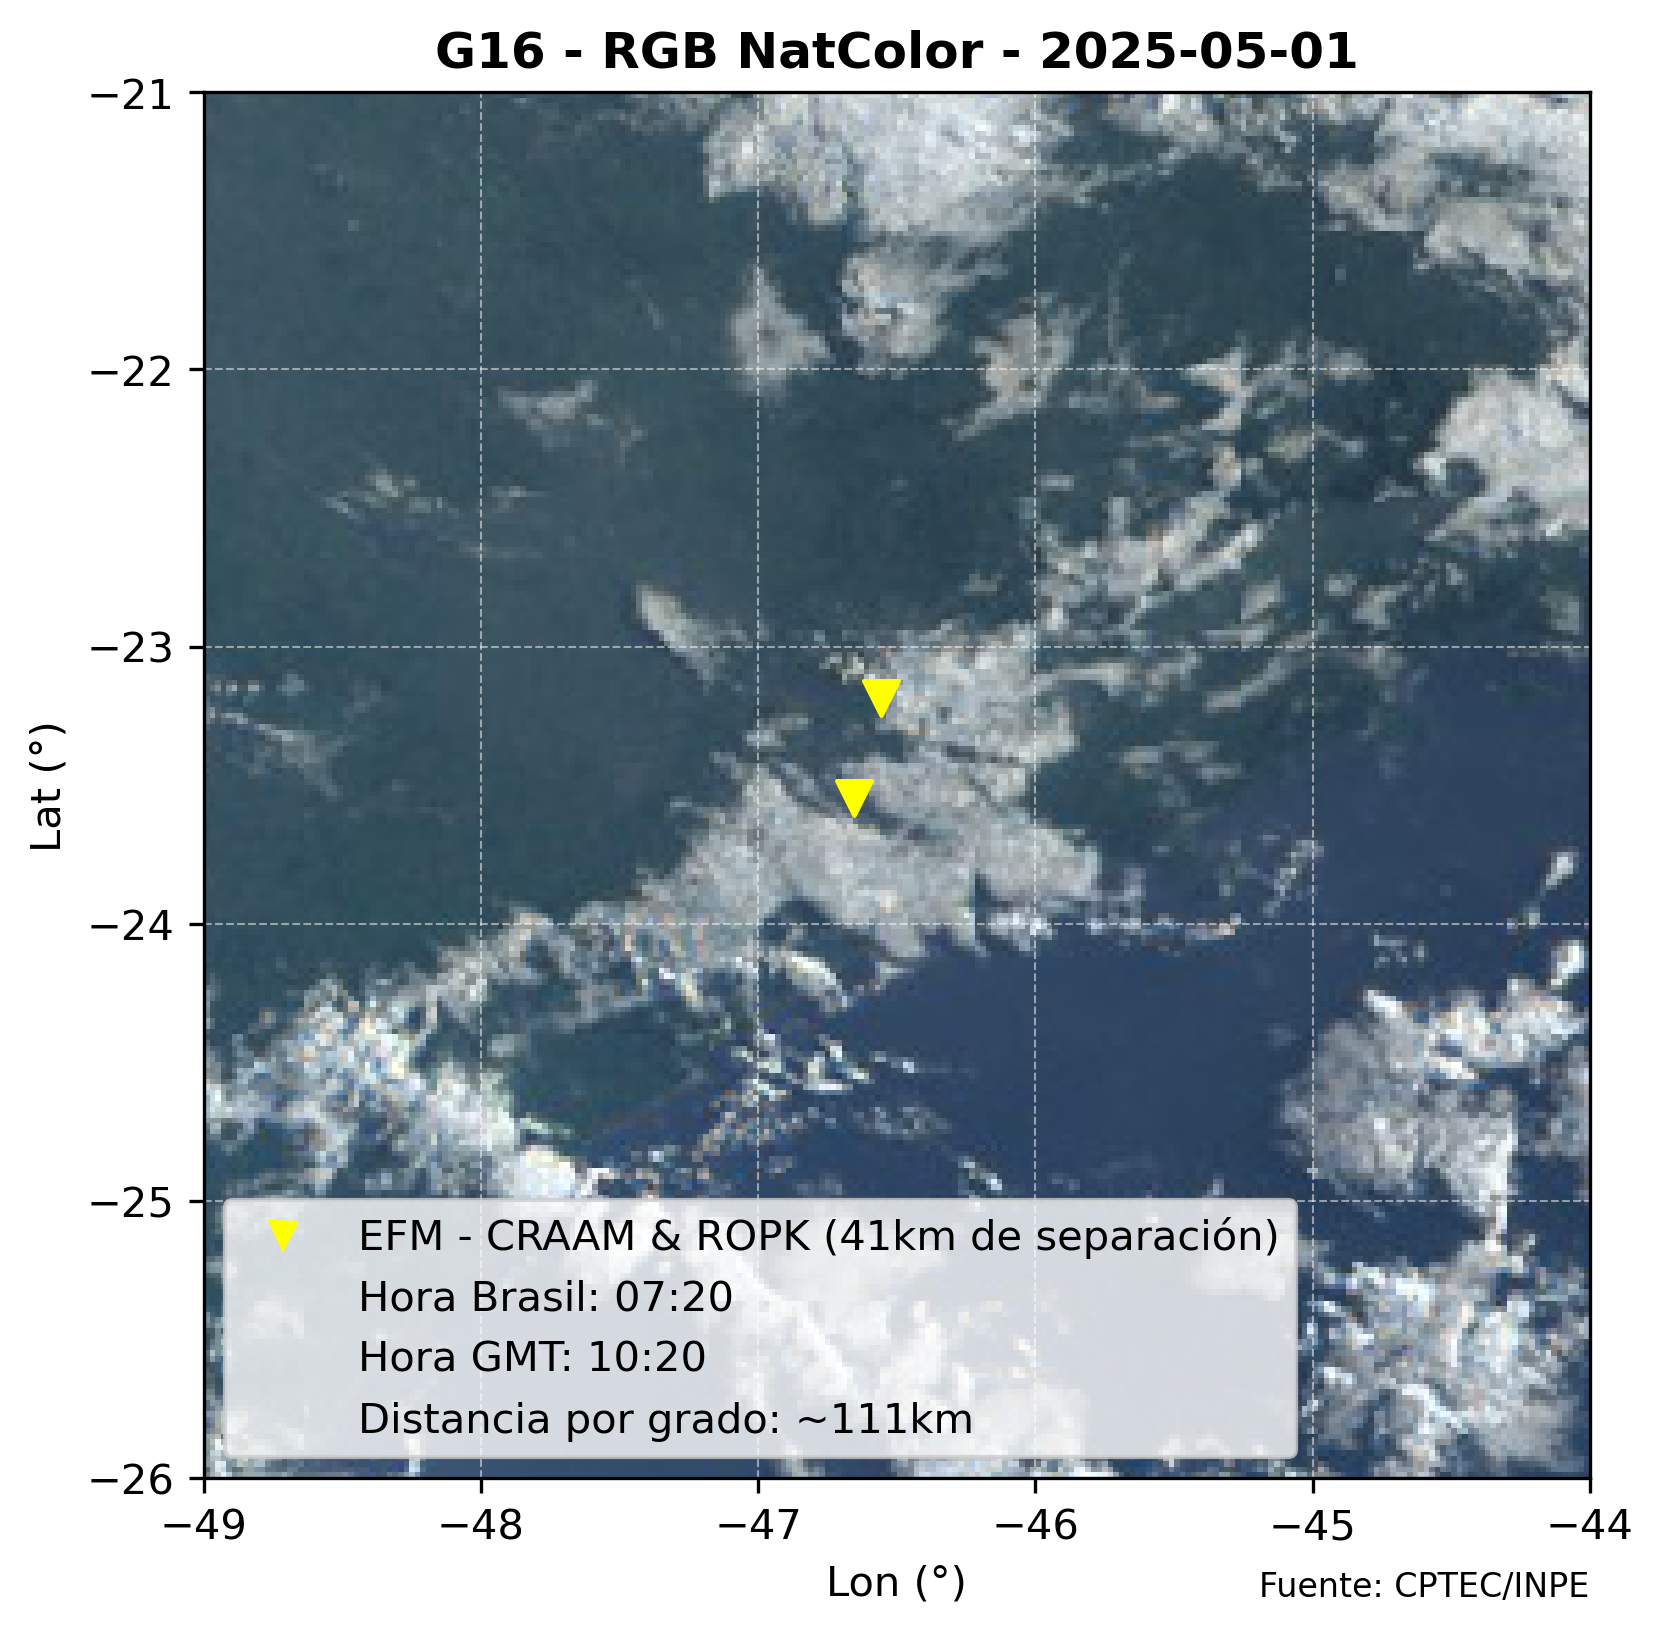 G16 - RGB NatColor - 2025-05-01
−21
−22
−23
−24
−25
−26
Lat (°)
EFM - CRAAM & ROPK (41km de separación)
Hora Brasil: 07:20
Hora GMT: 10:20
Distancia por grado: ~111km
−49 −48 −47 −46 −45 −44
Lon (°)
Fuente: CPTEC/INPE